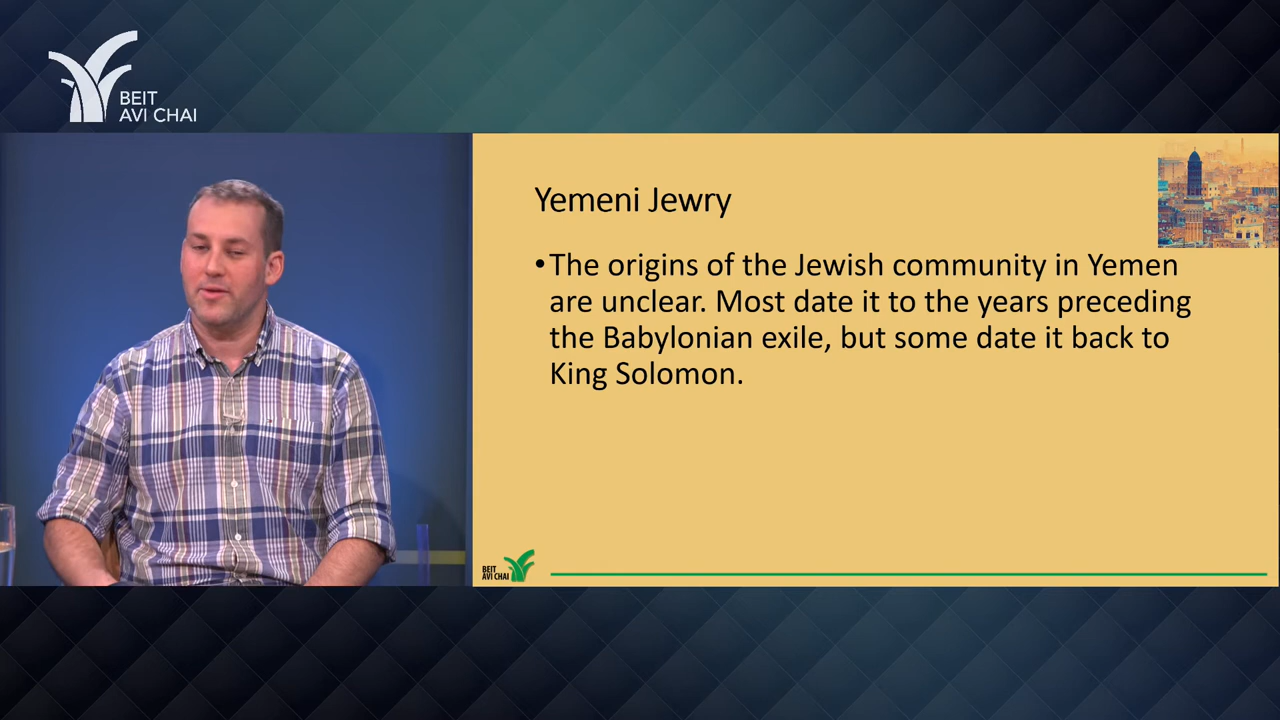 BEIT
AVI CHAI
Yemeni Jewry
•The origins of the Jewish community in Yemen
are unclear. Most date it to the years preceding
the Babylonian exile, but some date it back to
King Solomon.
BEIT
AVI CHAI